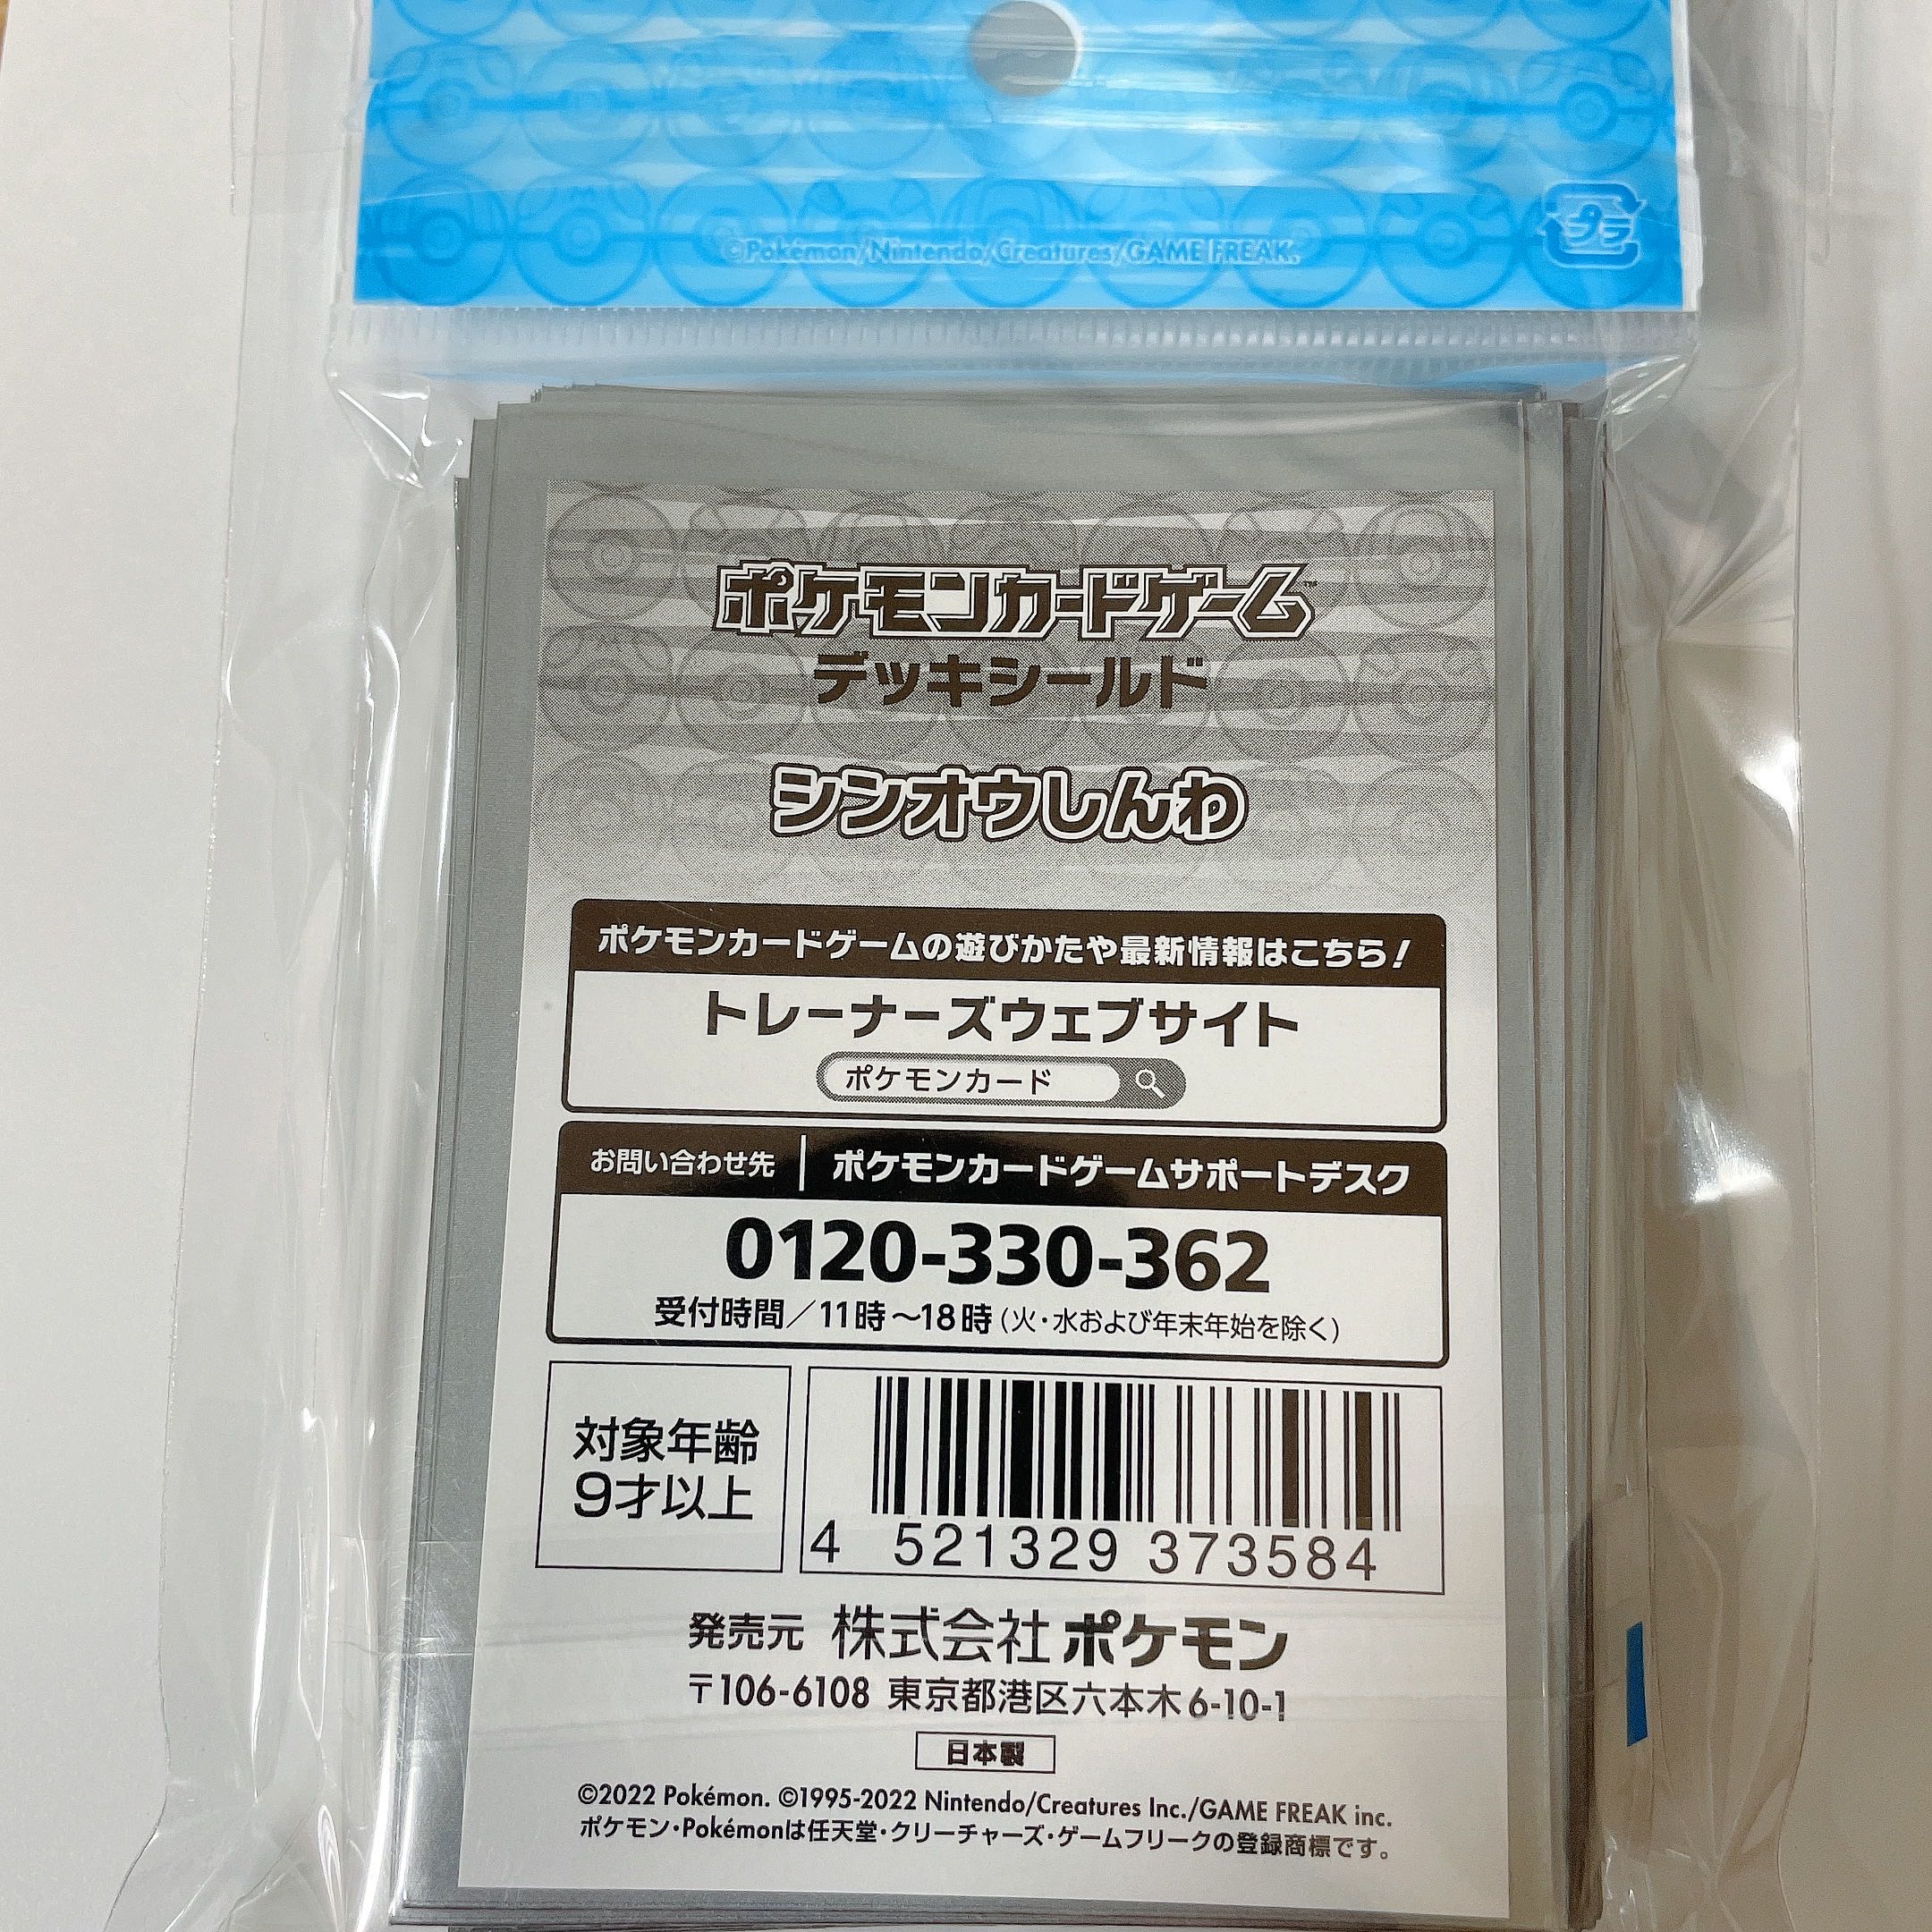 ©Pokémon/Nintendo/Creatures/GAME FREAK.
プラ
ポケモンカードゲーム™
デッキシールド
シンオウしんわ
ポケモンカードゲームの遊びかたや最新情報はこちら!
トレーナーズウェブサイト
ポケモンカード
お問い合わせ先 ポケモンカードゲームサポートデスク
0120-330-362
受付時間／11時～18時(火・水および年末年始を除く)
対象年齢
9才以上
4 521329 373584
発売元 株式会社ポケモン
〒106-6108 東京都港区六本木6-10-1
日本製
©2022 Pokémon. ©1995-2022 Nintendo/Creatures Inc./GAME FREAK inc.
ポケモン・Pokémonは任天堂・クリーチャーズ・ゲームフリークの登録商標です。